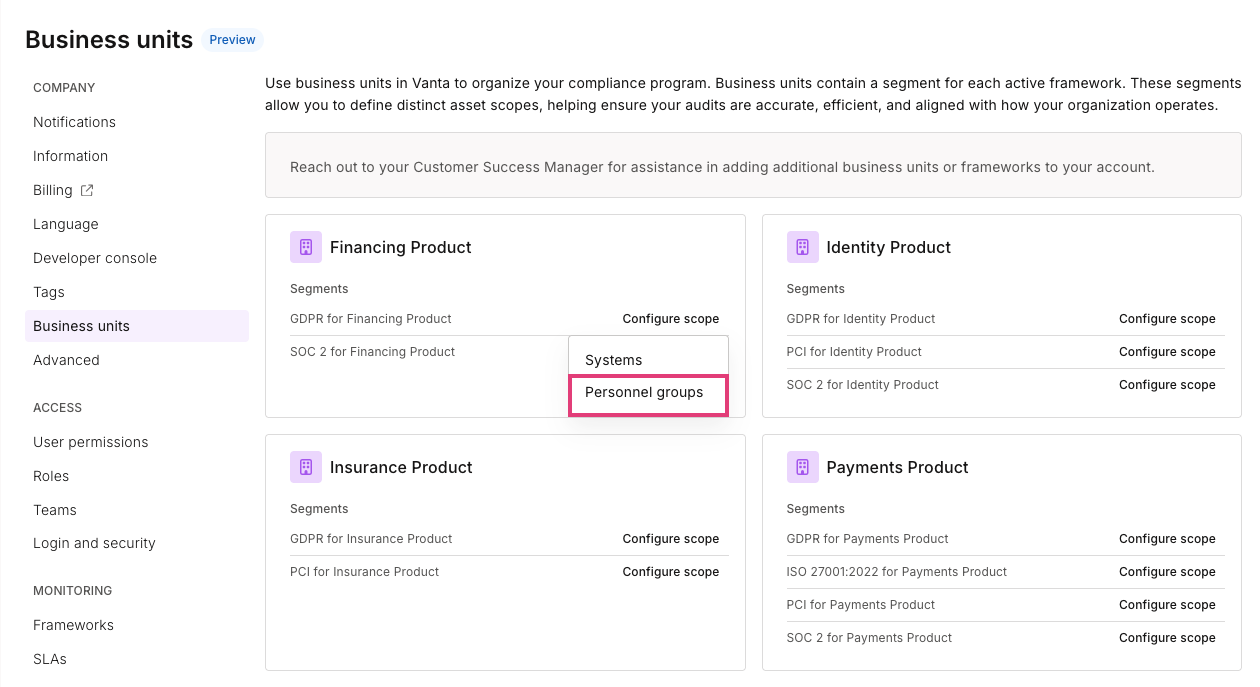 Business units Preview
COMPANY
Notifications
Information
Billing
Language
Developer console
Tags
Business units
Advanced
ACCESS
User permissions
Roles
Teams
Login and security
MONITORING
Frameworks
SLAs
Use business units in Vanta to organize your compliance program. Business units contain a segment for each active framework. These segments
allow you to define distinct asset scopes, helping ensure your audits are accurate, efficient, and aligned with how your organization operates.
Reach out to your Customer Success Manager for assistance in adding additional business units or frameworks to your account.
Financing Product
Segments
GDPR for Financing Product Configure scope
SOC 2 for Financing Product
Systems
Personnel groups
Identity Product
Segments
GDPR for Identity Product Configure scope
PCI for Identity Product Configure scope
SOC 2 for Identity Product Configure scope
Insurance Product
Segments
GDPR for Insurance Product Configure scope
PCI for Insurance Product Configure scope
Payments Product
Segments
GDPR for Payments Product Configure scope
ISO 27001:2022 for Payments Product Configure scope
PCI for Payments Product Configure scope
SOC 2 for Payments Product Configure scope